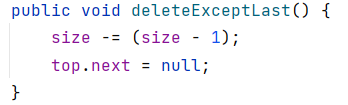 public void deleteExceptLast() {
    size -= (size - 1);
    top.next = null;
}